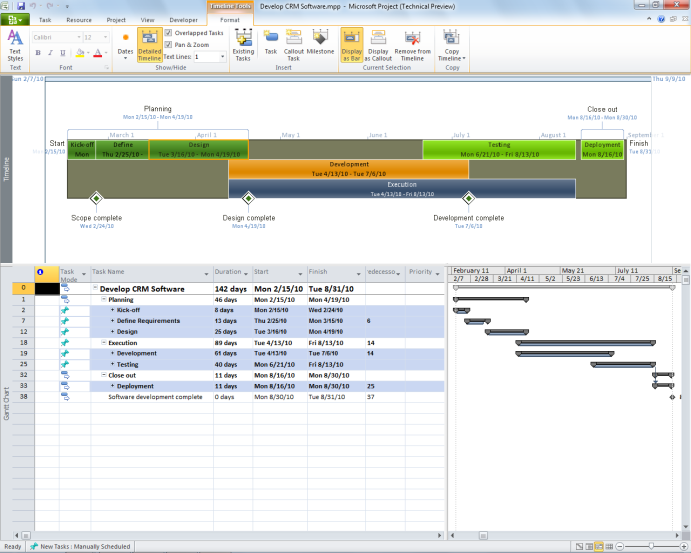 Develop CRM Software.mpp - Microsoft Project (Technical Preview)
Timeline Tools
Task Resource Project View Developer Format
Text Styles
Calibri 12
B I U
Dates
Detailed Timeline
Overlapped Tasks
Pan & Zoom
Text Lines: 1
Existing Tasks
Task
Callout Task
Milestone
Display as Bar
Display as Callout
Remove from Timeline
Copy Timeline
Text Font Show/Hide Insert Current Selection Copy
Sun 2/7/10
Thu 9/9/10
Planning
Mon 2/15/10 - Mon 4/19/10
Close out
Mon 8/16/10 - Mon 8/30/10
March 1 April 1 May 1 June 1 July 1 August 1
Start
Finish
Tue 8/31/10
Kick-off
Mon
Define
Thu 2/25/10 -
Design
Tue 3/16/10 - Mon 4/19/10
Testing
Mon 6/21/10 - Fri 8/13/10
Deployment
Mon 8/16/10
Development
Tue 4/13/10 - Tue 7/6/10
Execution
Tue 4/13/10 - Fri 8/13/10
Scope complete
Wed 2/24/10
Design complete
Mon 4/19/10
Development complete
Tue 7/6/10
Timeline
Task Mode Task Name Duration Start Finish redecesso Priority
0 Develop CRM Software 142 days Mon 2/15/10 Tue 8/31/10
1 Planning 46 days Mon 2/15/10 Mon 4/19/10
2 Kick-off 8 days Mon 2/15/10 Wed 2/24/10
7 Define Requirements 13 days Thu 2/25/10 Mon 3/15/10 6
12 Design 25 days Tue 3/16/10 Mon 4/19/10
18 Execution 89 days Tue 4/13/10 Fri 8/13/10 14
19 Development 61 days Tue 4/13/10 Tue 7/6/10 14
25 Testing 40 days Mon 6/21/10 Fri 8/13/10
32 Close out 11 days Mon 8/16/10 Mon 8/30/10
33 Deployment 11 days Mon 8/16/10 Mon 8/30/10 25
38 Software development complete 0 days Mon 8/30/10 Tue 8/31/10 37
February 11 April 1 May 21 July 11 Se
2/7 2/28 3/21 4/11 5/2 5/23 6/13 7/4 7/25 8/15
Gantt Chart
Ready New Tasks : Manually Scheduled